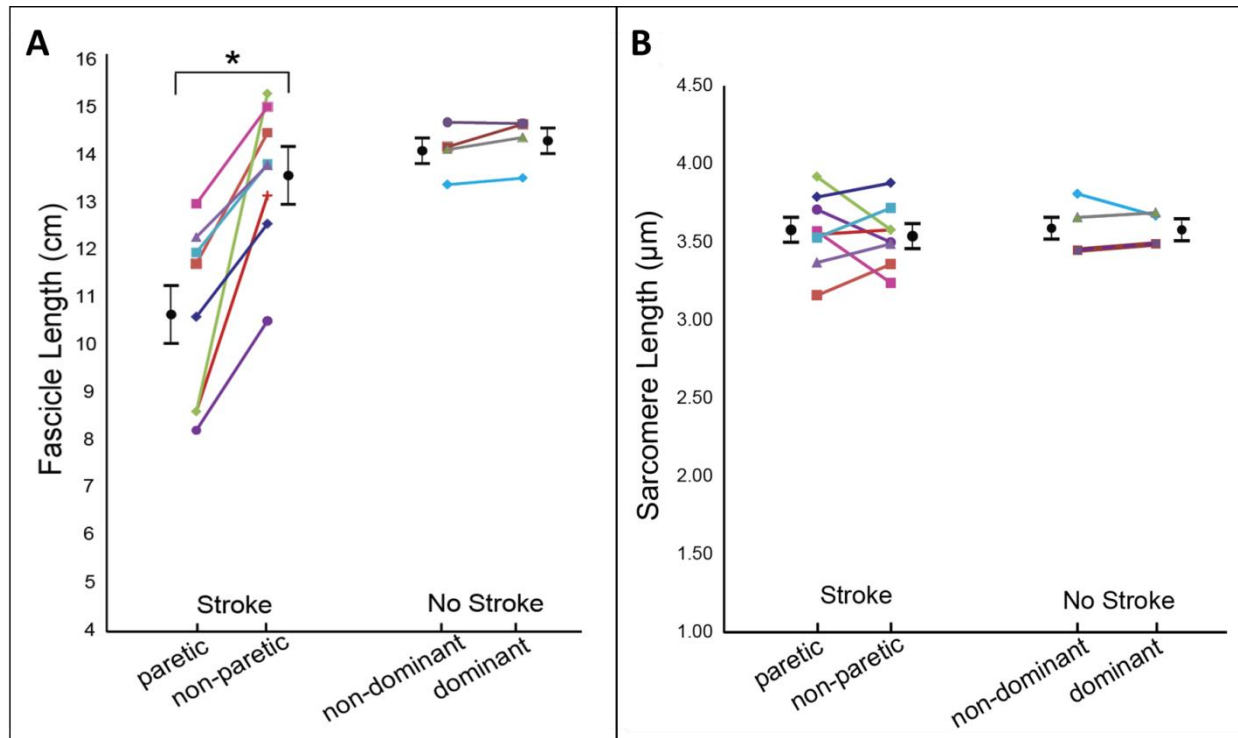 A
*
Fascicle Length (cm)
16
15
14
13
12
11
10
9
8
7
6
5
4
Stroke
No Stroke
paretic
non-paretic
non-dominant
dominant
B
Sarcomere Length (µm)
4.50
4.00
3.50
3.00
2.50
2.00
1.50
1.00
Stroke
No Stroke
paretic
non-paretic
non-dominant
dominant